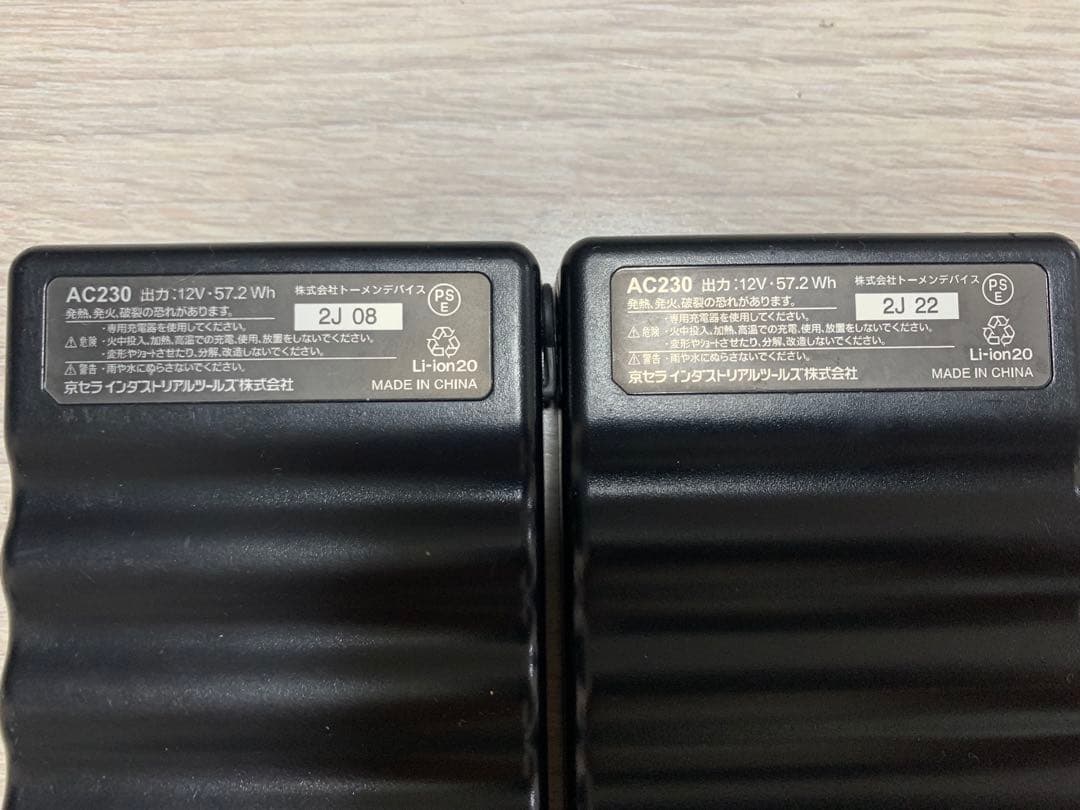 AC230 出力:12V・57.2 Wh 株式会社トーメンデバイス
PS
E
発熱、発火、破裂の恐れがあります。
2J 08
・専用充電器を使用してください。
⚠危険・火中投入、加熱、高温での充電、使用、放置をしないでください。
・変形やショートさせたり、分解、改造しないでください。
⚠警告・雨や水にぬらさないでください。
Li-ion20
京セラインダストリアルツールズ株式会社
MADE IN CHINA
AC230 出力:12V・57.2 Wh 株式会社トーメンデバイス
PS
E
発熱、発火、破裂の恐れがあります。
2J 22
・専用充電器を使用してください。
⚠危険・火中投入、加熱、高温での充電、使用、放置をしないでください。
・変形やショートさせたり、分解、改造しないでください。
⚠警告・雨や水にぬらさないでください。
Li-ion20
京セラインダストリアルツールズ株式会社
MADE IN CHINA